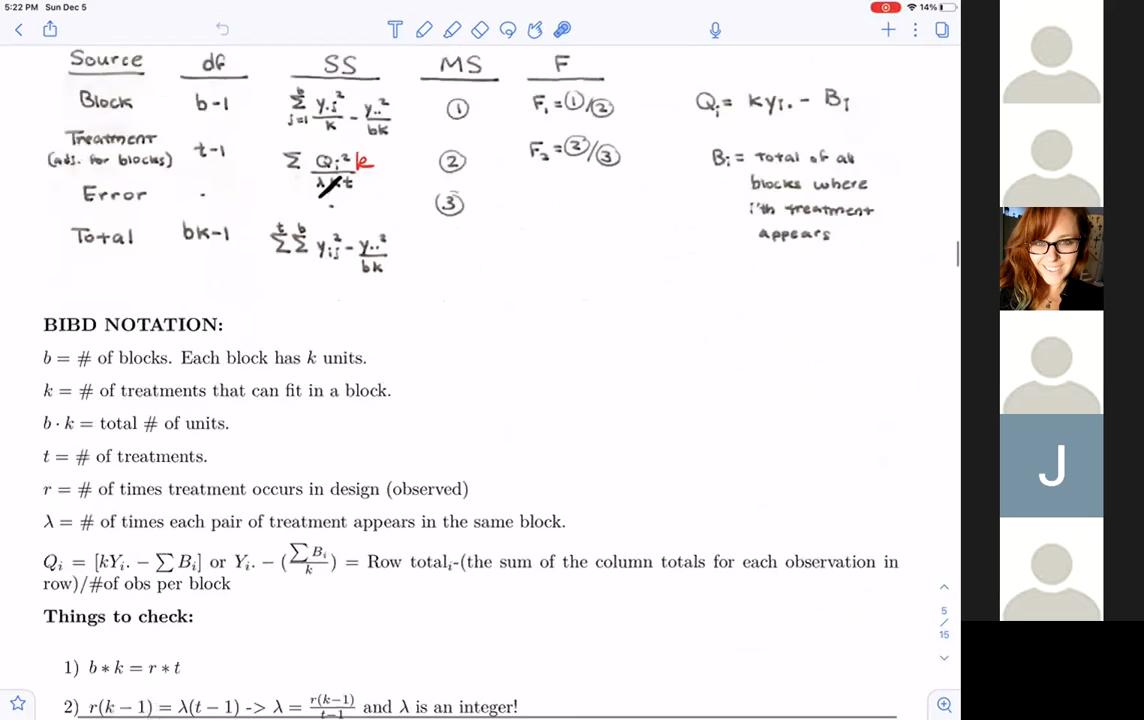 5:22 PM Sun Dec 5
14%
Source df SS MS F
Block b-1 Σ_{j=1}^{b} y.j²/k - y..²/bk ① F₁=①/② Qi = kyi. - Bi
Treatment
(adj. for blocks) t-1 Σ Qi² k / λ t ② F₂=②/③ Bi = Total of all
blocks where
Error . . ③ i'th treatment
Total bk-1 Σ^t Σ^b yij² - y..²/bk appears
BIBD NOTATION:
b = # of blocks. Each block has k units.
k = # of treatments that can fit in a block.
b · k = total # of units.
t = # of treatments.
r = # of times treatment occurs in design (observed)
λ = # of times each pair of treatment appears in the same block.
Qi = [kYi. − ∑ Bi] or Yi. − (∑ Bi / k) = Row totali-(the sum of the column totals for each observation in
row)/#of obs per block
Things to check:
1) b ∗ k = r ∗ t
2) r(k − 1) = λ(t − 1) -> λ = r(k−1)/t−1 and λ is an integer!
5
/
15
J